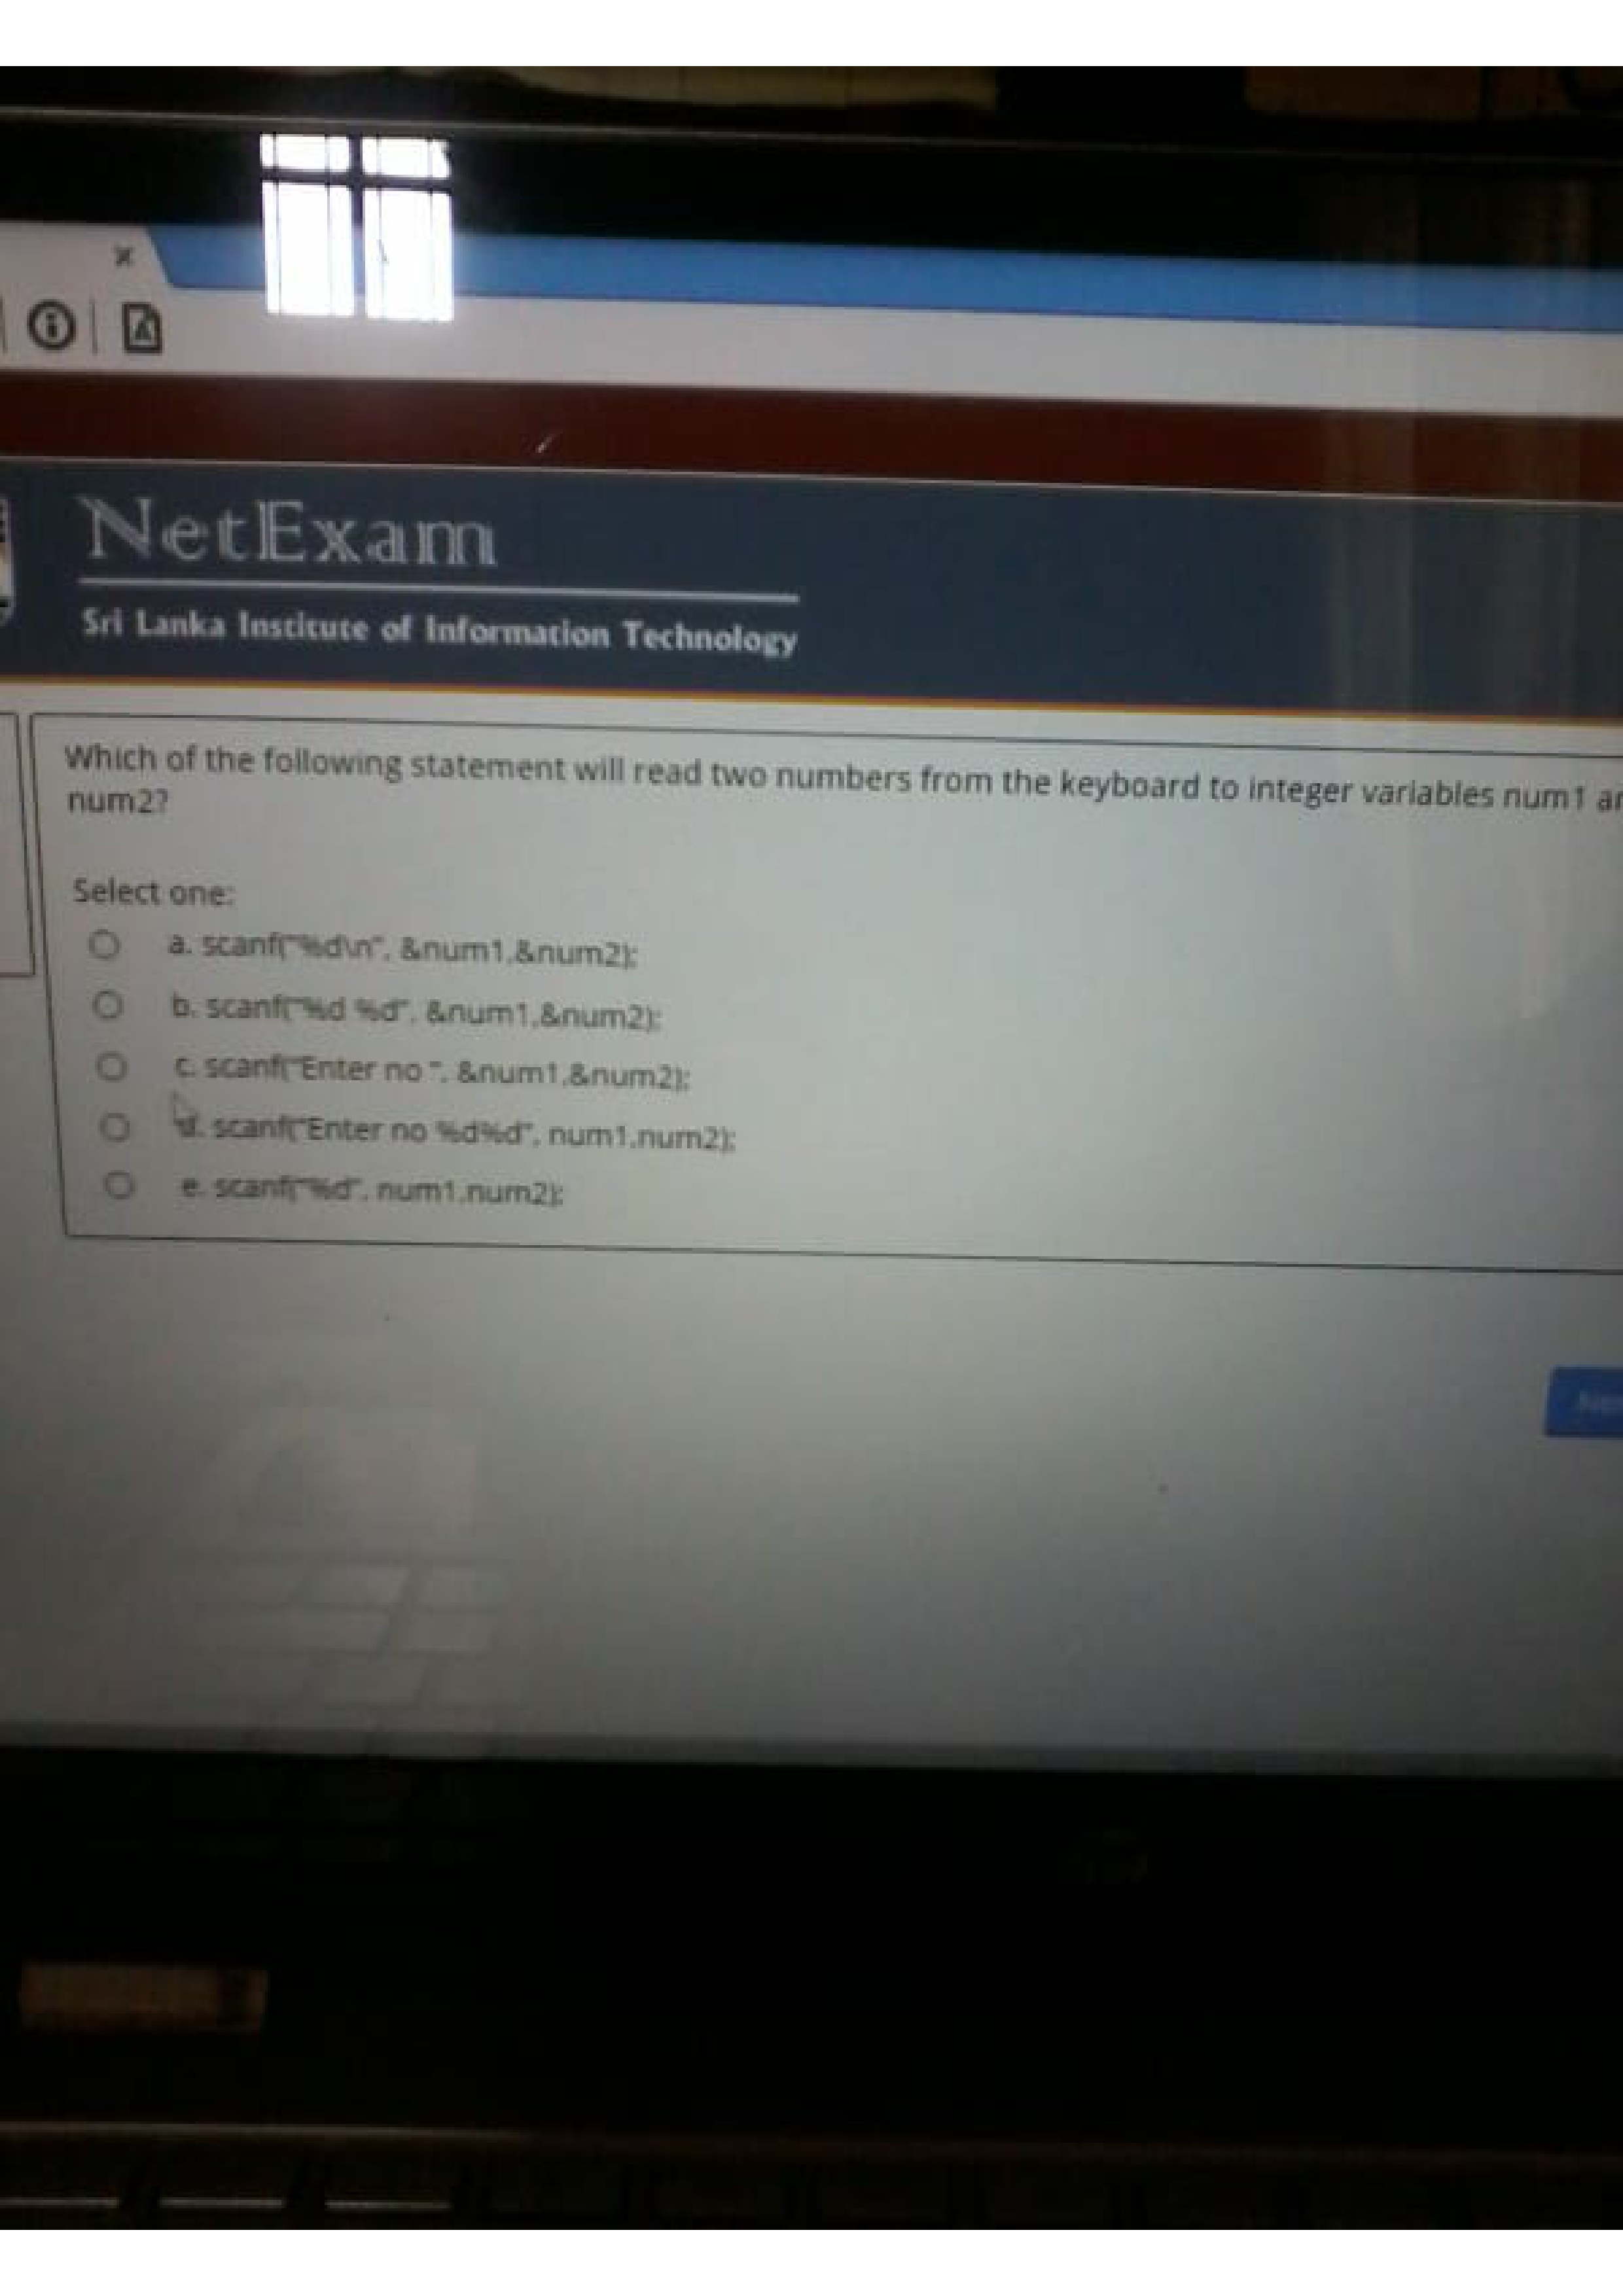 NetExam
Sri Lanka Institute of Information Technology
Which of the following statement will read two numbers from the keyboard to integer variables num1
num2?
Select one:
a. scanf("%d\n", &num1,&num2);
b. scanf("%d %d", &num1,&num2);
c. scanf("Enter no ", &num1,&num2);
d. scanf("Enter no %d%d", num1,num2);
e. scanf("%d", num1,num2);